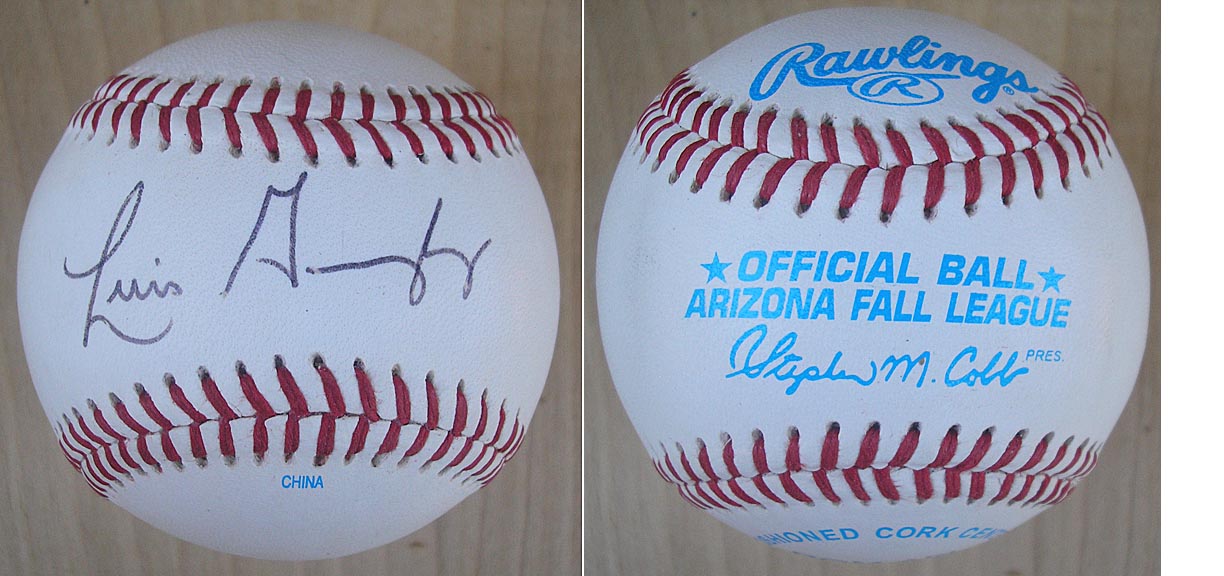 Luis
CHINA
Rawlings®
R
★OFFICIAL BALL★
ARIZONA FALL LEAGUE
Stephen M. Cobb PRES.
CORK